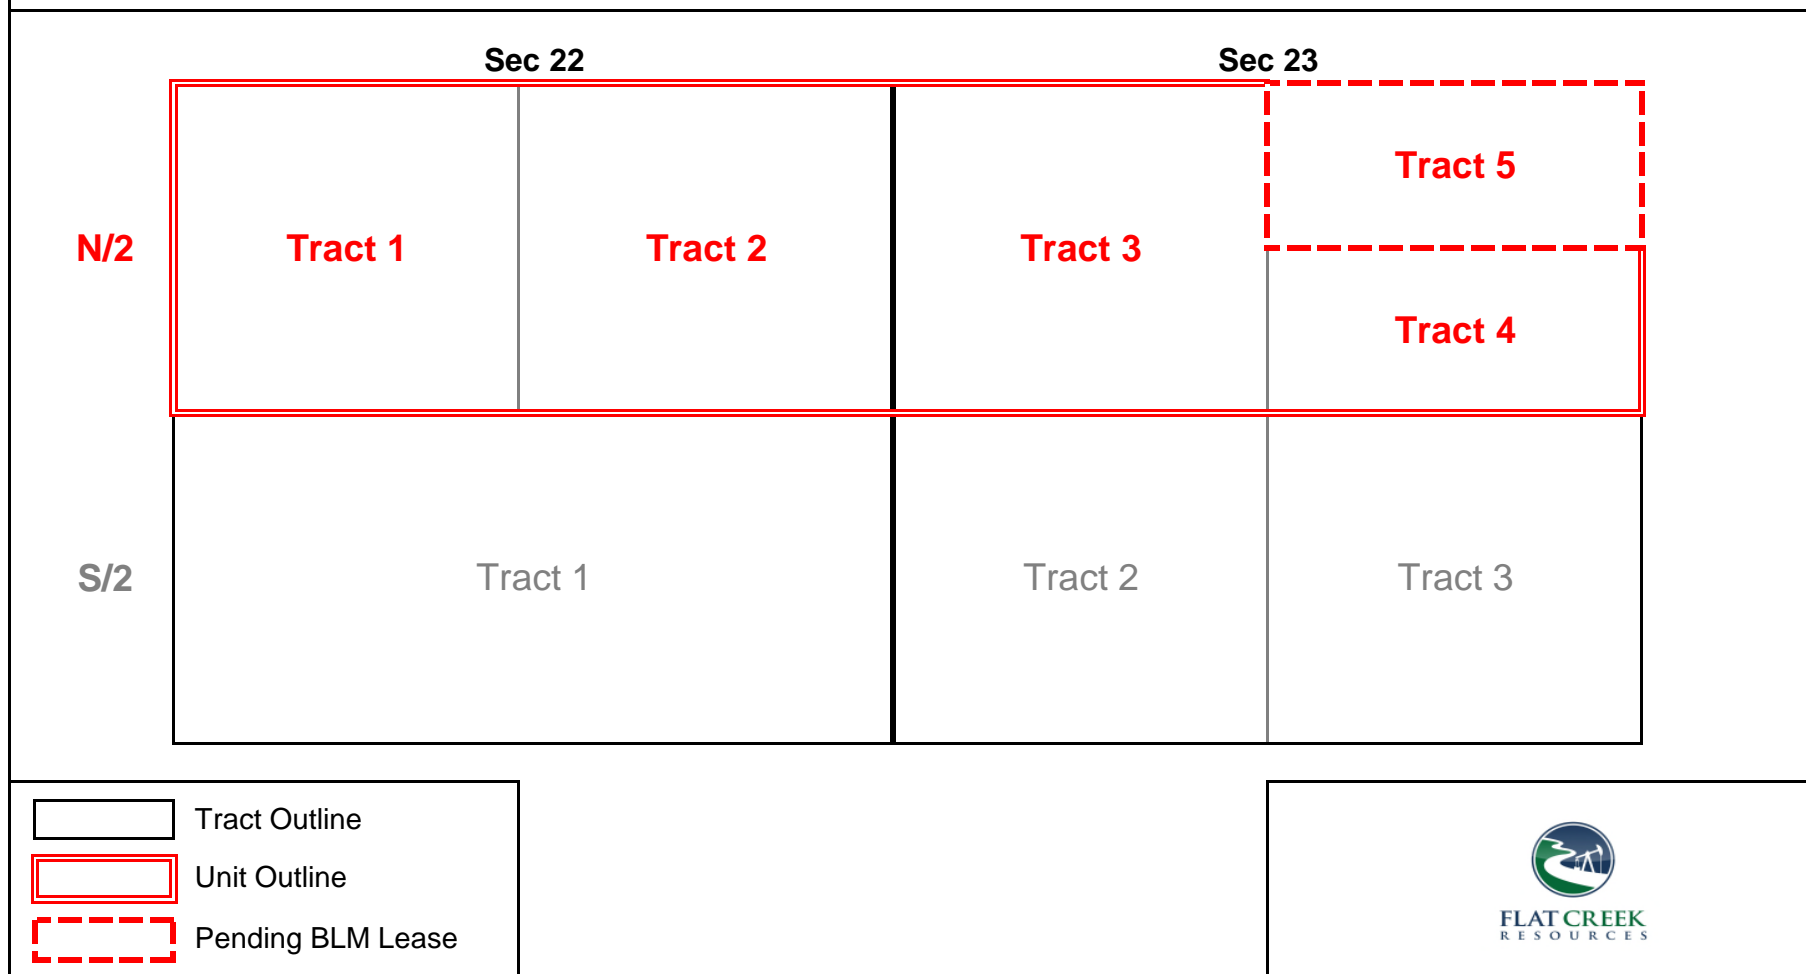 Sec 22
Sec 23
Tract 5
N/2
Tract 1
Tract 2
Tract 3
Tract 4
S/2
Tract 1
Tract 2
Tract 3
Tract Outline
Unit Outline
Pending BLM Lease
FLAT CREEK
RESOURCES